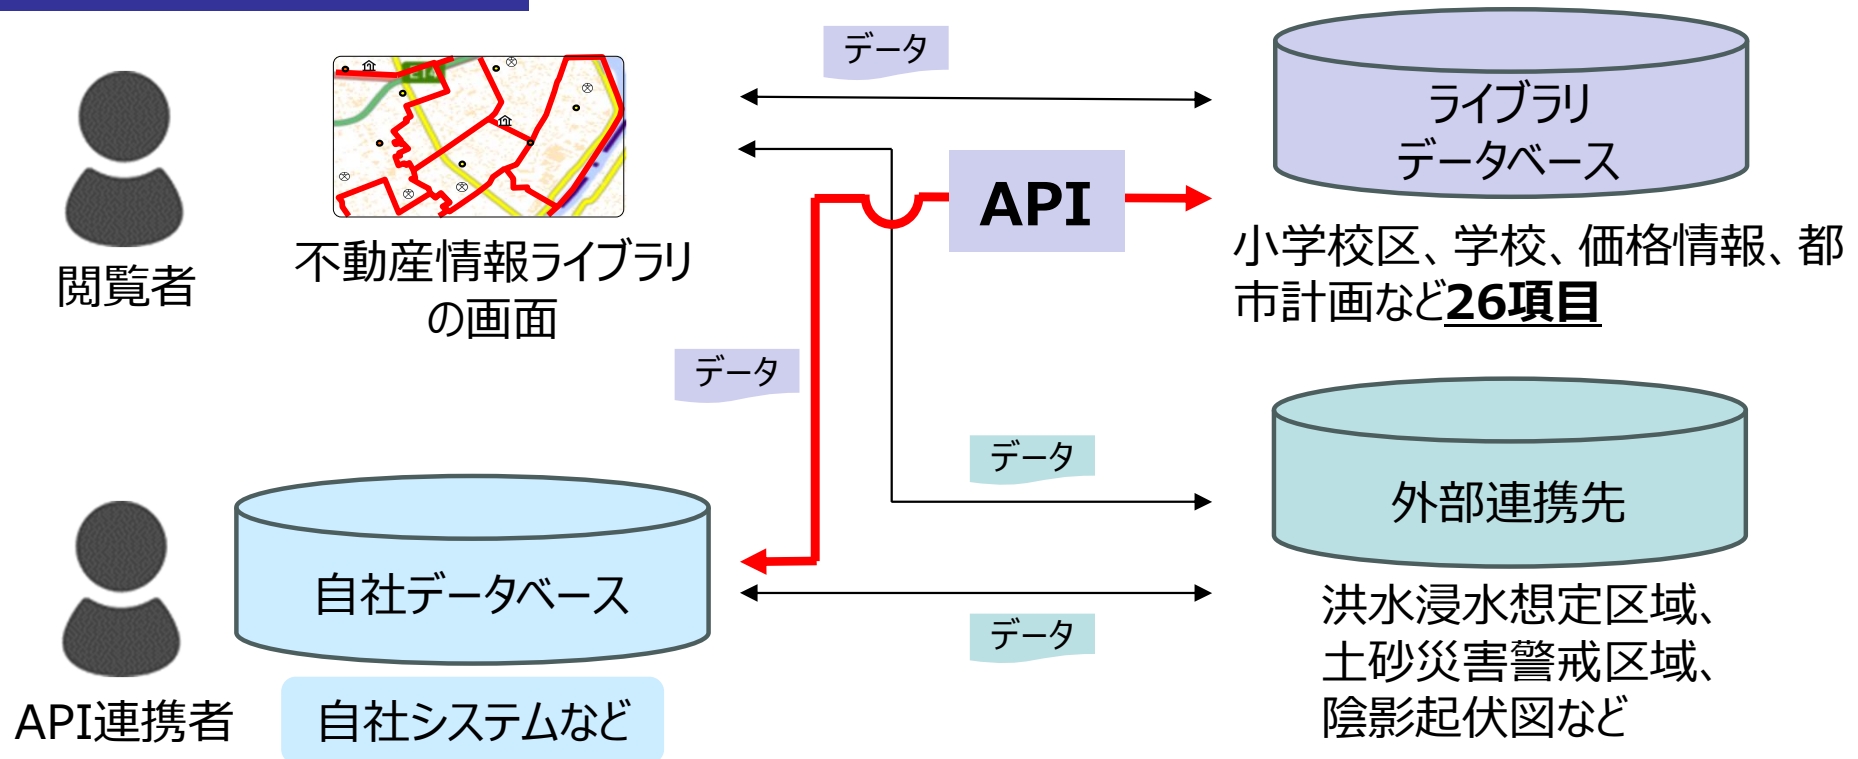 データ
ライブラリ
データベース
API
閲覧者
不動産情報ライブラリ
の画面
小学校区、学校、価格情報、都
市計画など26項目
データ
データ
外部連携先
自社データベース
データ
洪水浸水想定区域、
土砂災害警戒区域、
陰影起伏図など
API連携者
自社システムなど